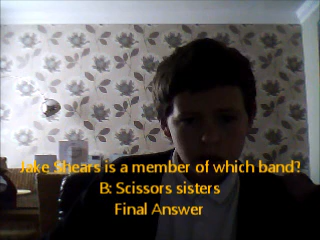 Jake Shears is a member of which band?
B: Scissors sisters
Final Answer